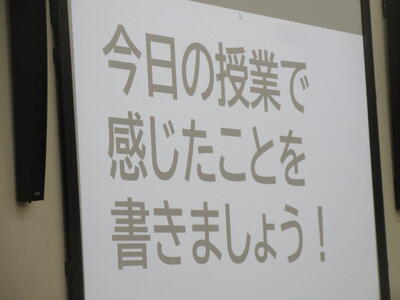 今日の授業で
感じたことを
書きましょう！